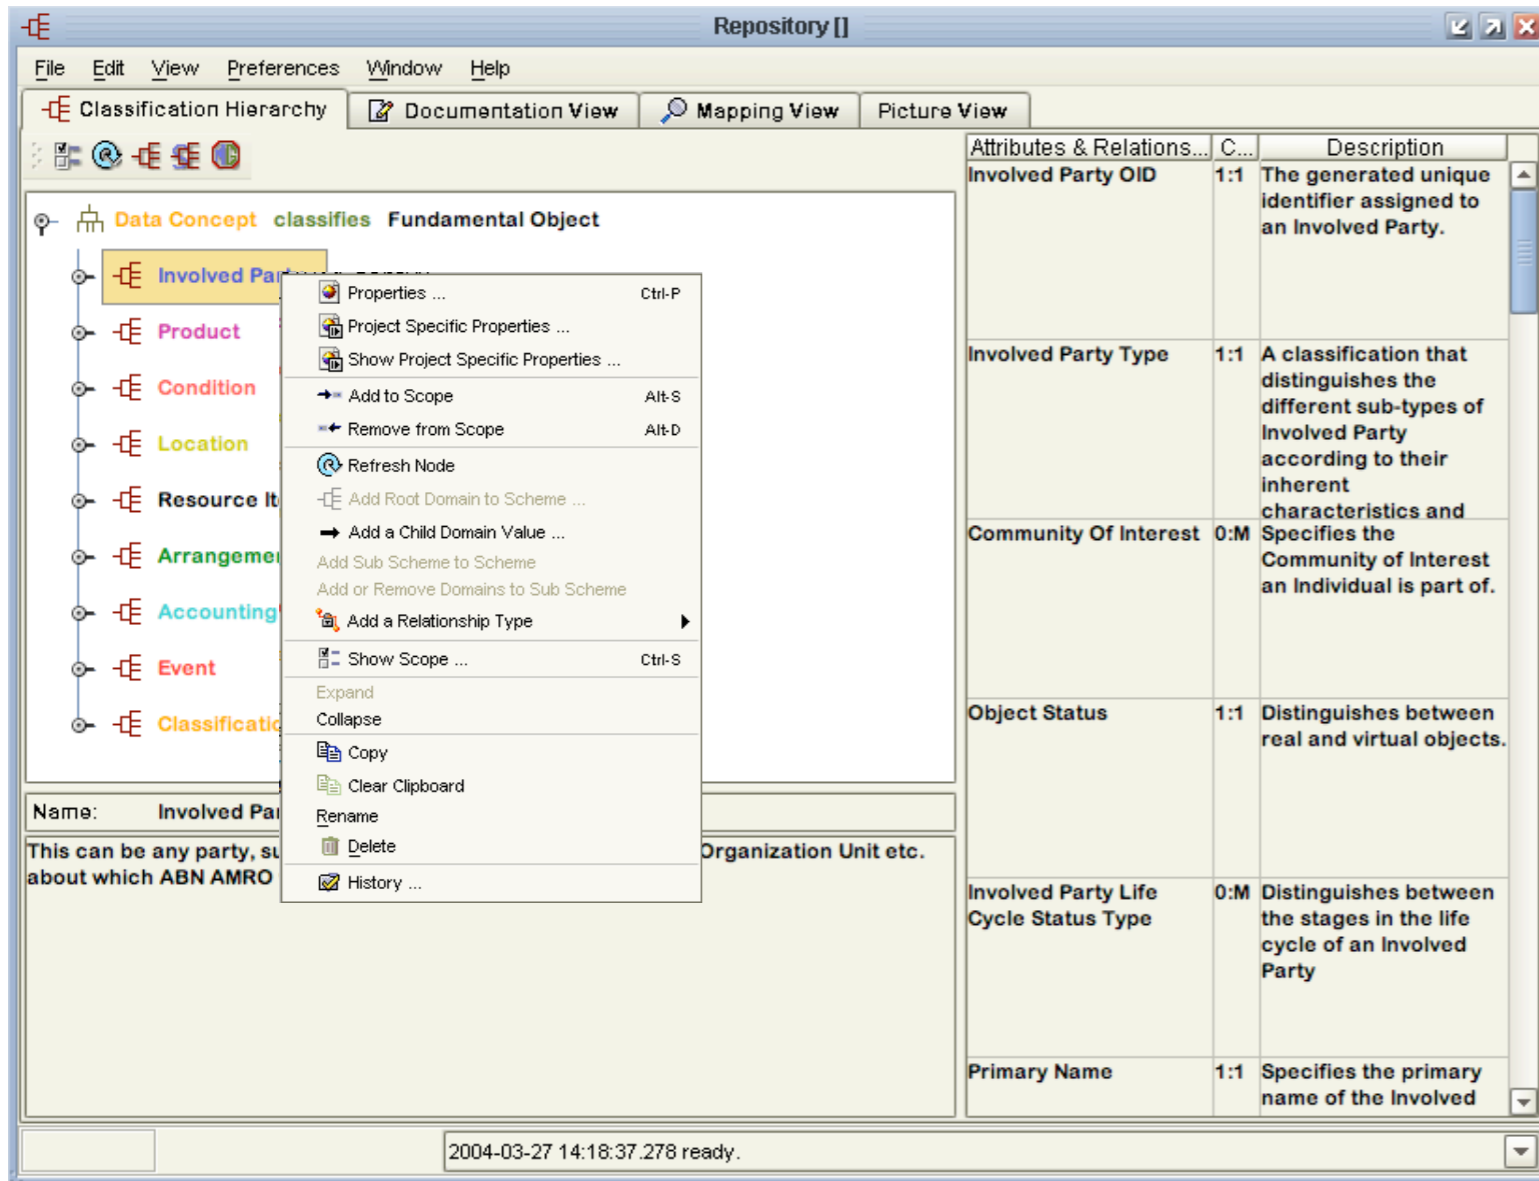 Repository []
File Edit View Preferences Window Help
Classification Hierarchy Documentation View Mapping View Picture View
Data Concept classifies Fundamental Object
Involved Pa
Product
Condition
Location
Resource It
Arrangeme
Accounting
Event
Classificatio
Properties ... Ctrl-P
Project Specific Properties ...
Show Project Specific Properties ...
Add to Scope Alt-S
Remove from Scope Alt-D
Refresh Node
Add Root Domain to Scheme ...
Add a Child Domain Value ...
Add Sub Scheme to Scheme
Add or Remove Domains to Sub Scheme
Add a Relationship Type
Show Scope ... Ctrl-S
Expand
Collapse
Copy
Clear Clipboard
Rename
Delete
History ...
Name: Involved Pa
This can be any party, su Organization Unit etc.
about which ABN AMRO
Attributes & Relations... C... Description
Involved Party OID 1:1 The generated unique
identifier assigned to
an Involved Party.
Involved Party Type 1:1 A classification that
distinguishes the
different sub-types of
Involved Party
according to their
inherent
characteristics and
Community Of Interest 0:M Specifies the
Community of Interest
an Individual is part of.
Object Status 1:1 Distinguishes between
real and virtual objects.
Involved Party Life 0:M Distinguishes between
Cycle Status Type the stages in the life
cycle of an Involved
Party
Primary Name 1:1 Specifies the primary
name of the Involved
2004-03-27 14:18:37.278 ready.